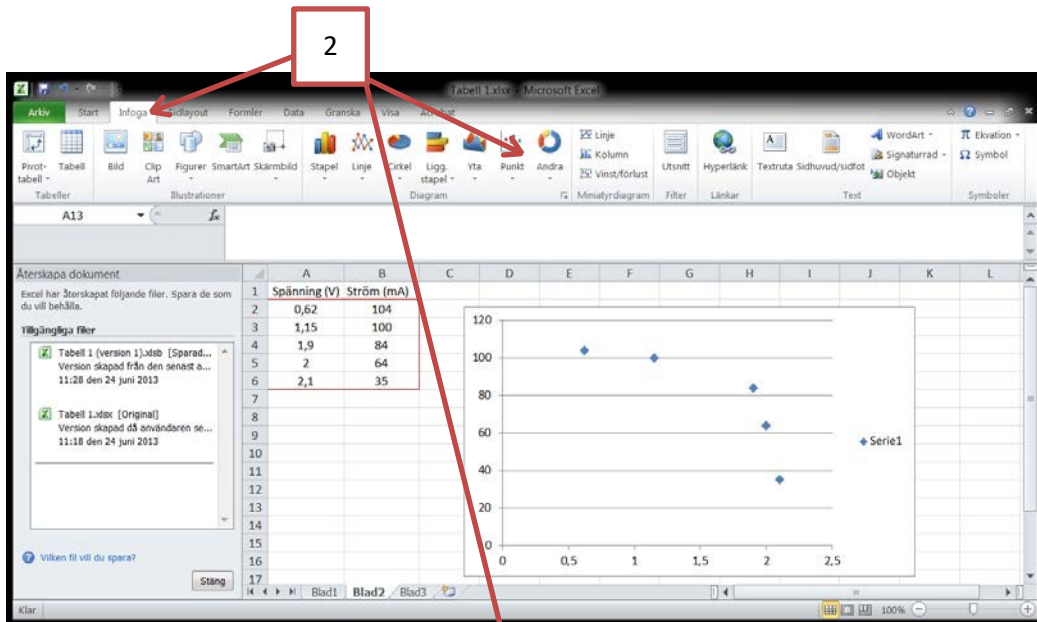 2
Tabell 1.xlsx - Microsoft Excel
Arkiv Start Infoga Sidlayout Formler Data Granska Visa Acrobat
Pivot-tabell Tabell Bild Clip Art Figurer SmartArt Skärmbild Stapel Linje Cirkel Ligg. stapel Yta Punkt Andra
Linje
Kolumn
Vinst/förlust
Utsnitt Hyperlänk Textruta Sidhuvud/sidfot
WordArt
Signaturrad
Objekt
Ekvation
Symbol
Tabeller Illustrationer Diagram Miniatyrdiagram Filter Länkar Text Symboler
A13 fx
Återskapa dokument
Excel har återskapat följande filer. Spara de som
du vill behålla.
Tillgängliga filer
Tabell 1 (version 1).xlsb [Sparad...
Version skapad från den senast a...
11:28 den 24 juni 2013
Tabell 1.xlsx [Original]
Version skapad då användaren se...
11:18 den 24 juni 2013
Vilken fil vill du spara?
Stäng
A B C D E F G H I J K L
1 Spänning (V) Ström (mA)
2 0,62 104
3 1,15 100
4 1,9 84
5 2 64
6 2,1 35
7
8
9
10
11
12
13
14
15
16
17
120
100
80
60
40
20
0
0 0,5 1 1,5 2 2,5
Serie1
Blad1 Blad2 Blad3
Klar
100%